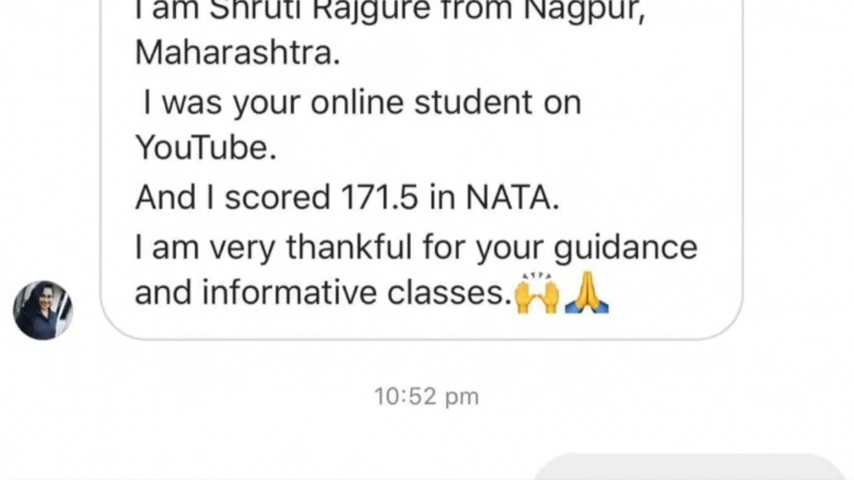 I am Shruti Rajgure from Nagpur,
Maharashtra.
I was your online student on
YouTube.
And I scored 171.5 in NATA.
I am very thankful for your guidance
and informative classes.🙌🙏
10:52 pm